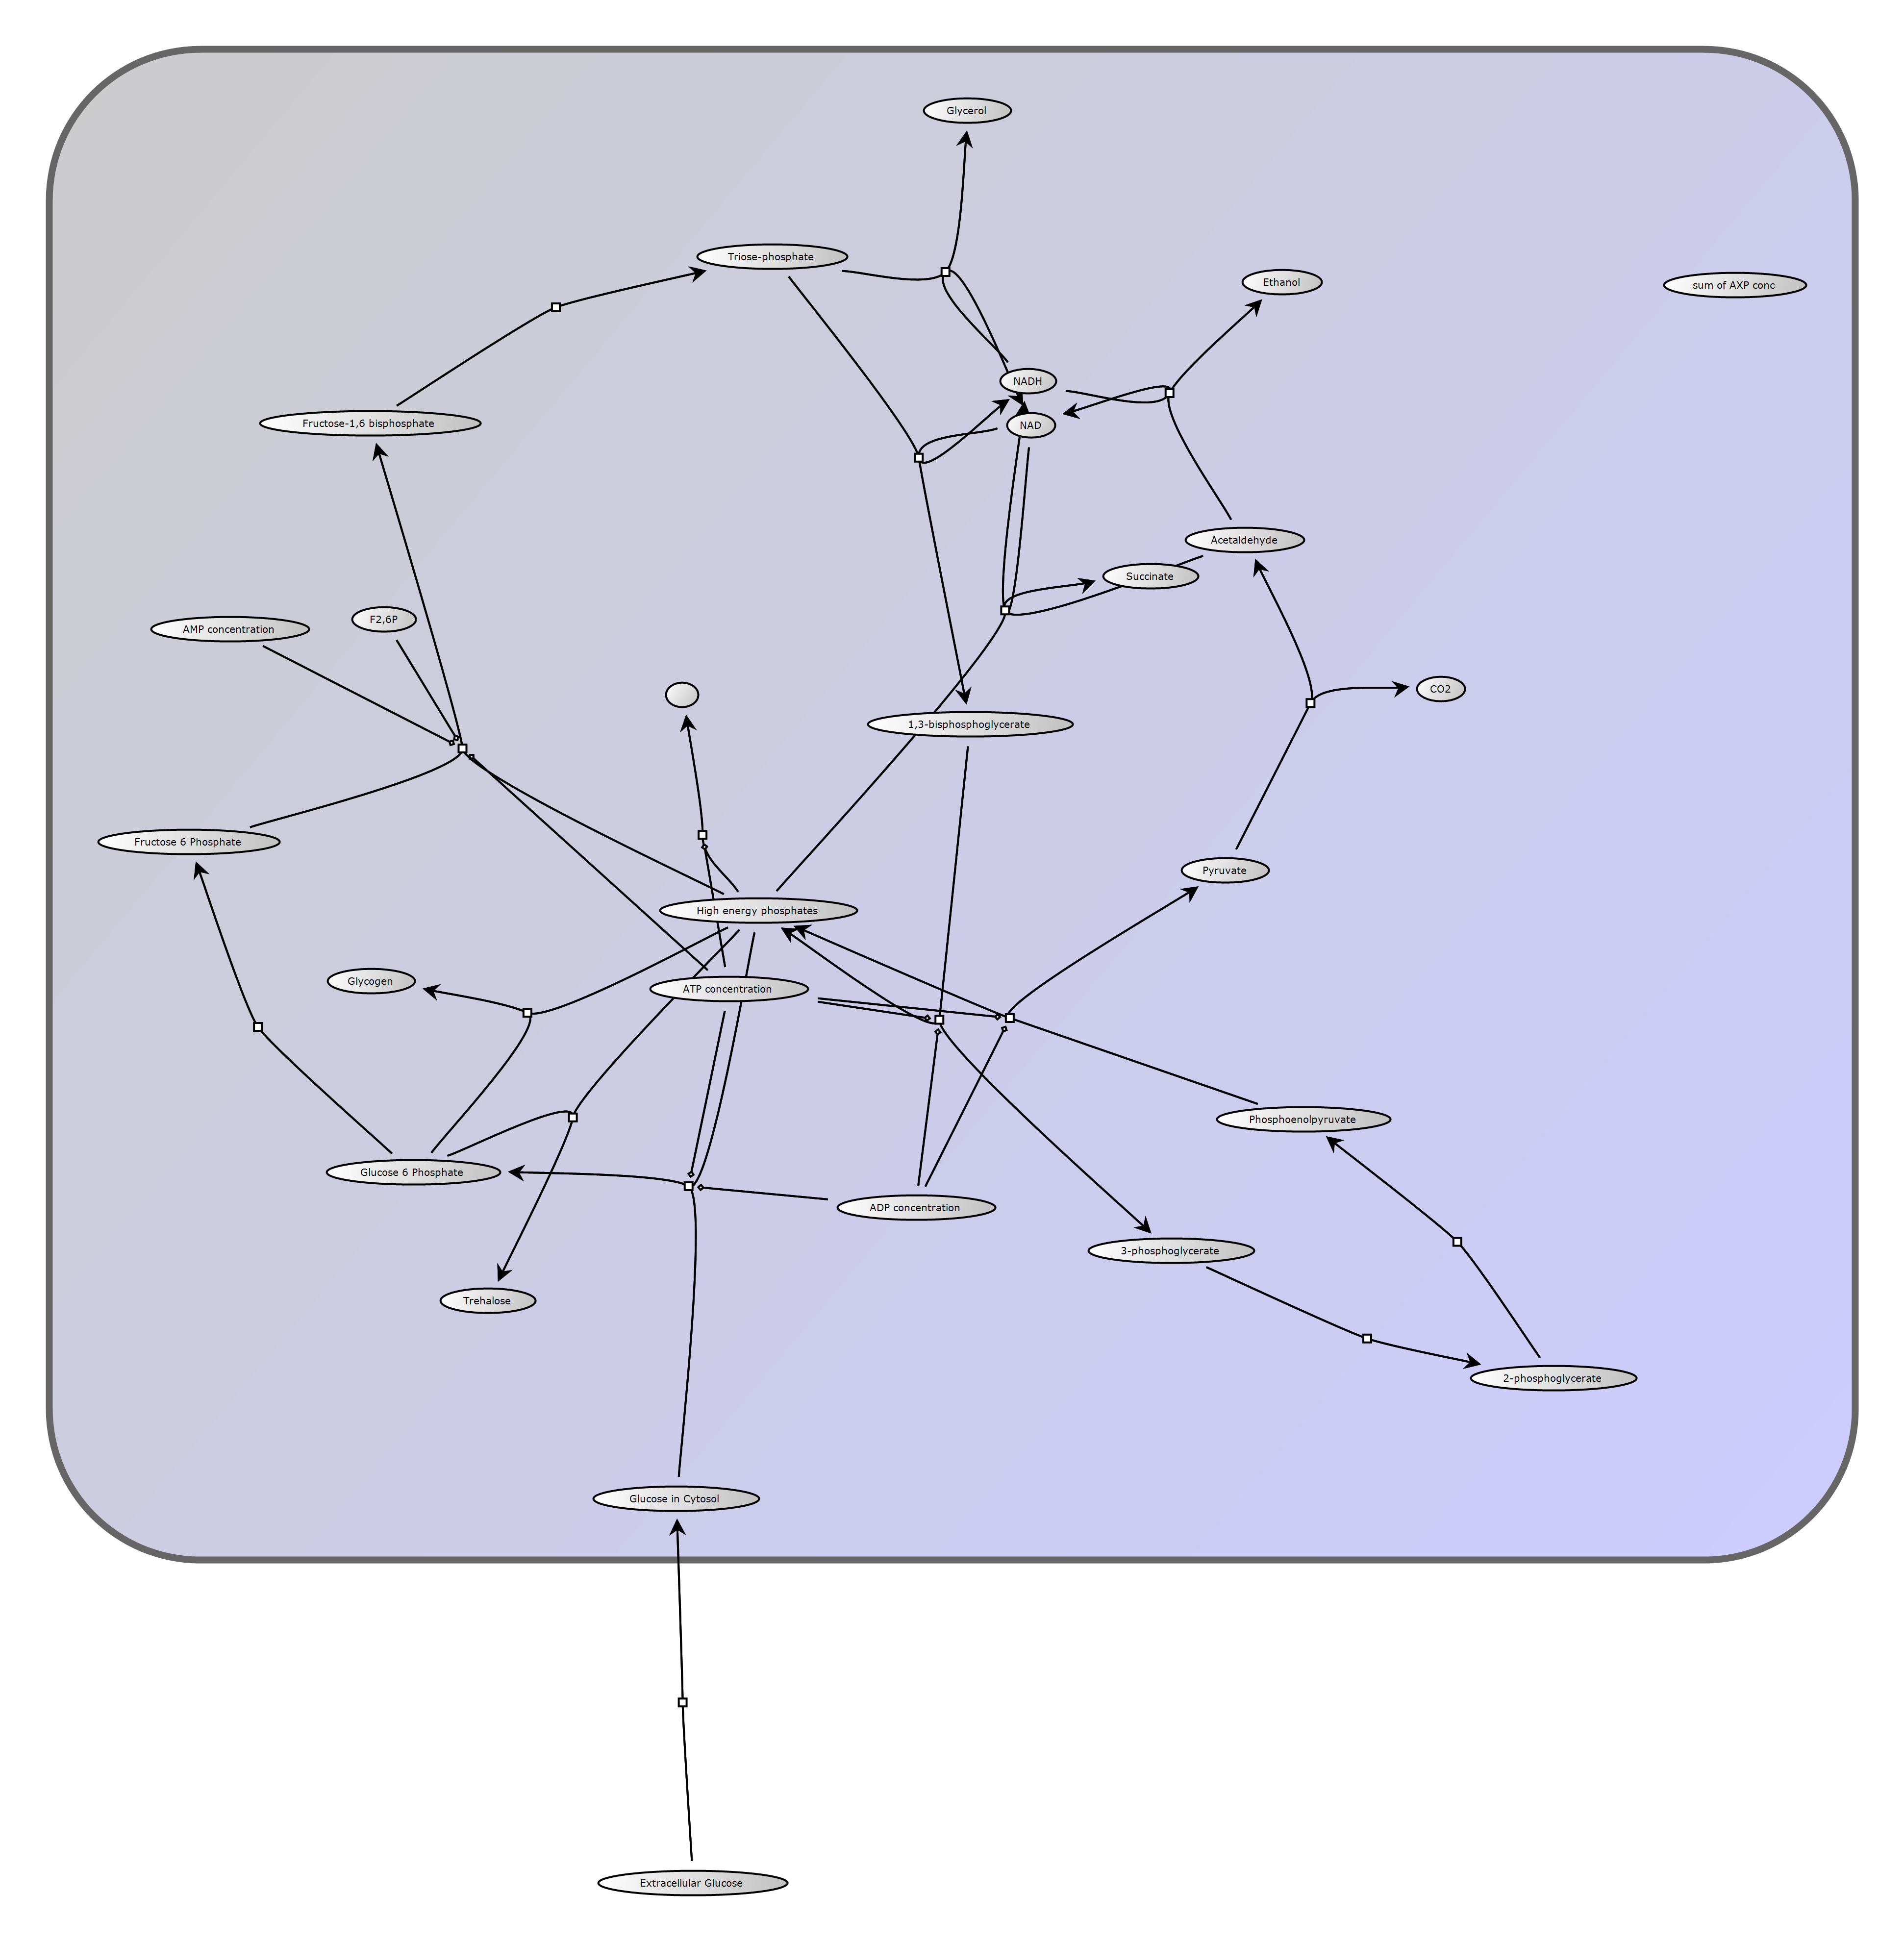 Glycerol
Triose-phosphate
Ethanol
sum of AXP conc
NADH
Fructose-1,6 bisphosphate
NAD
Acetaldehyde
Succinate
F2,6P
AMP concentration
CO2
1,3-bisphosphoglycerate
Fructose 6 Phosphate
Pyruvate
High energy phosphates
Glycogen
ATP concentration
Phosphoenolpyruvate
Glucose 6 Phosphate
ADP concentration
3-phosphoglycerate
Trehalose
2-phosphoglycerate
Glucose in Cytosol
Extracellular Glucose